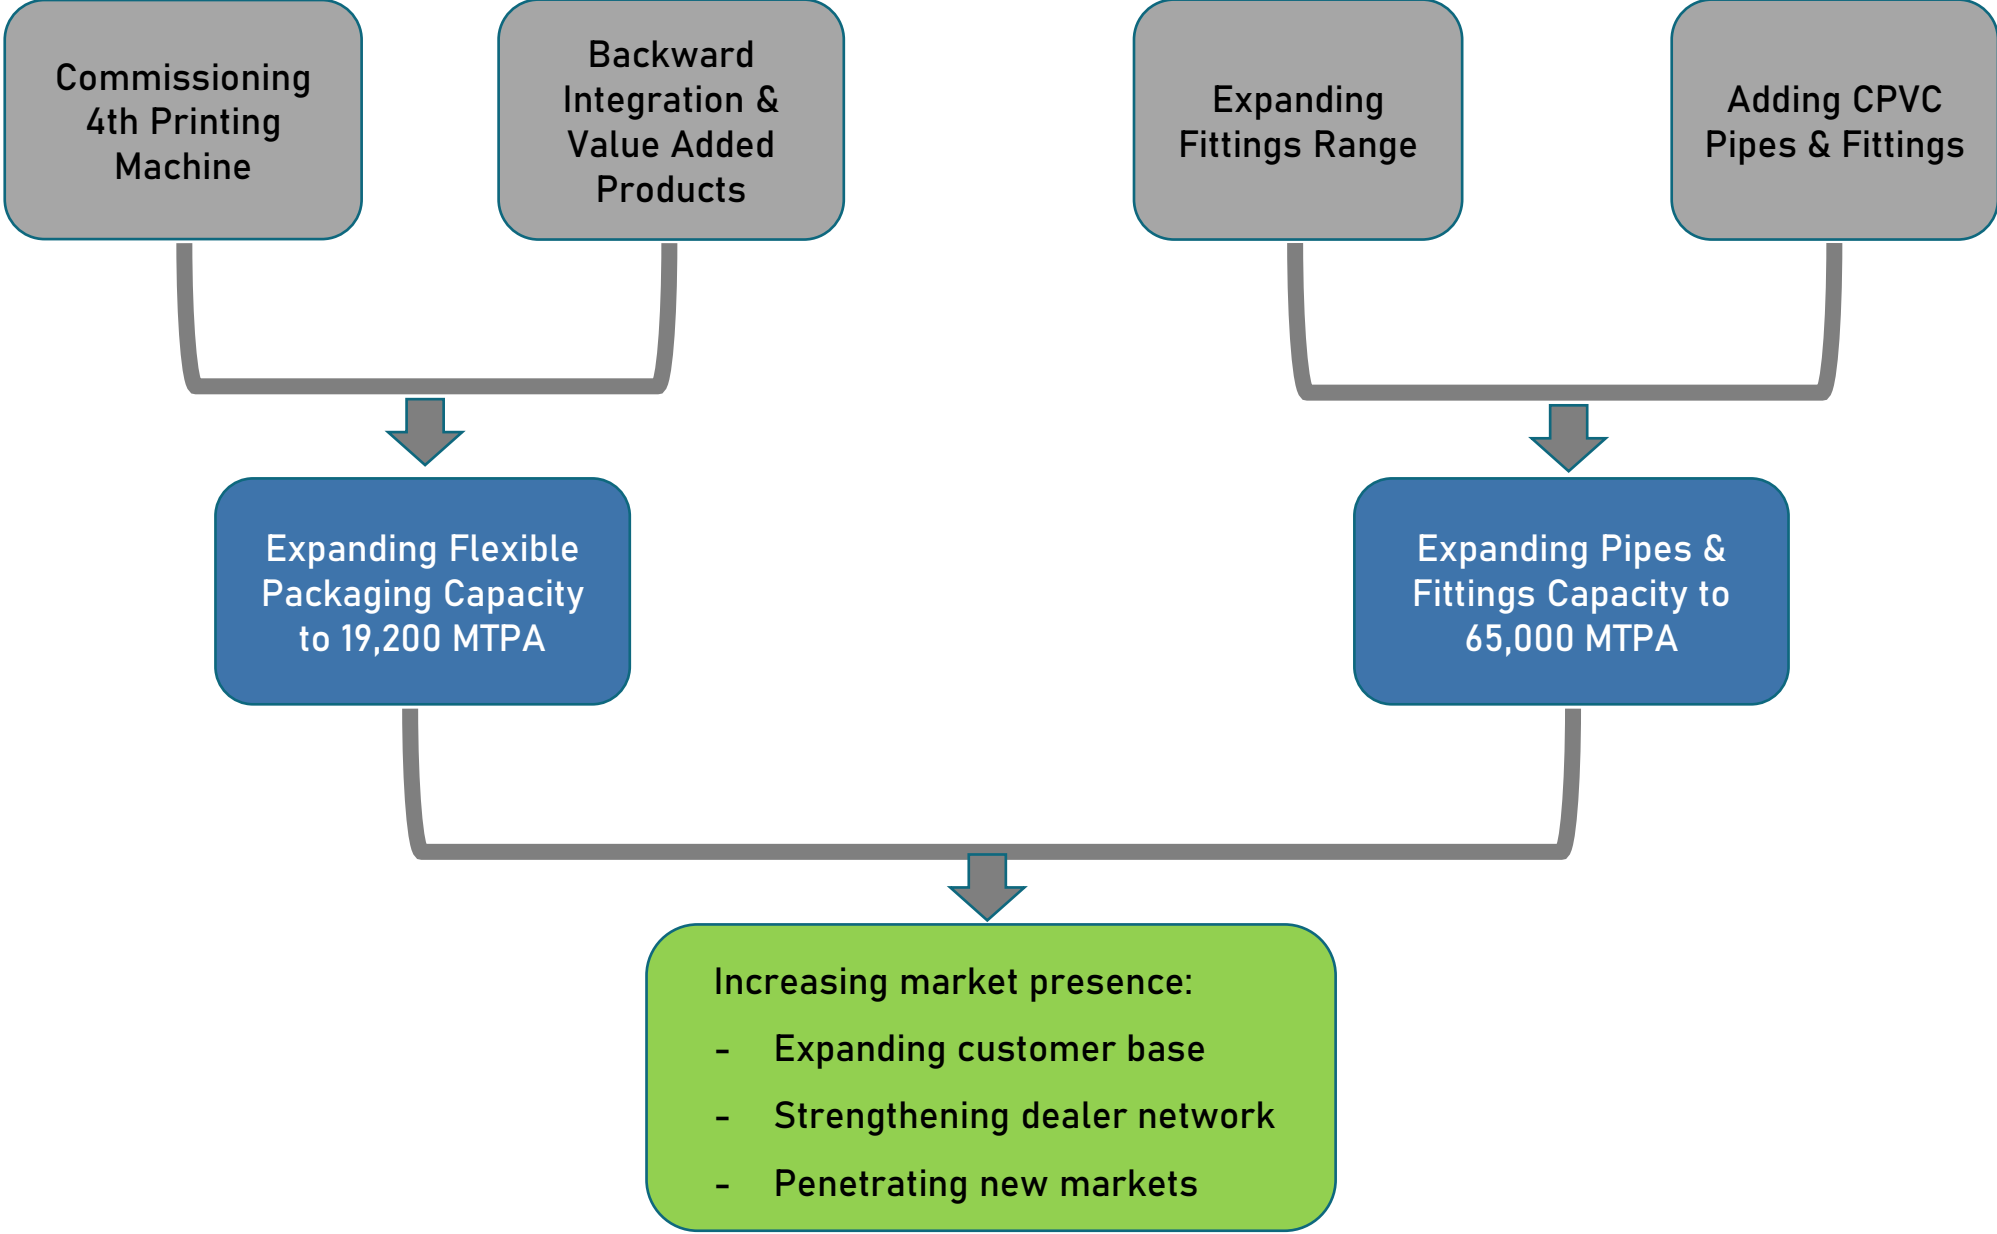 Commissioning
4th Printing
Machine
Backward
Integration &
Value Added
Products
Expanding
Fittings Range
Adding CPVC
Pipes & Fittings
Expanding Flexible
Packaging Capacity
to 19,200 MTPA
Expanding Pipes &
Fittings Capacity to
65,000 MTPA
Increasing market presence:
- Expanding customer base
- Strengthening dealer network
- Penetrating new markets